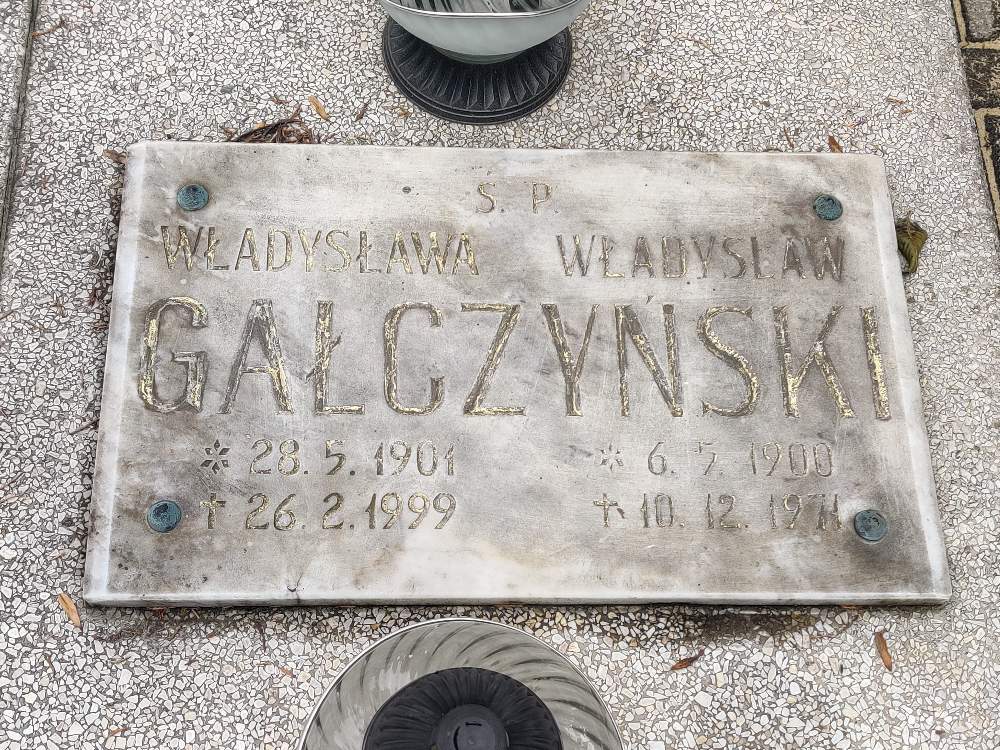 Ś. P.
WŁADYSŁAWA WŁADYSŁAW
GAŁCZYŃSKI
* 28. 5. 1901 * 6. 5. 1900
† 26. 2. 1999 † 10. 12. 1971